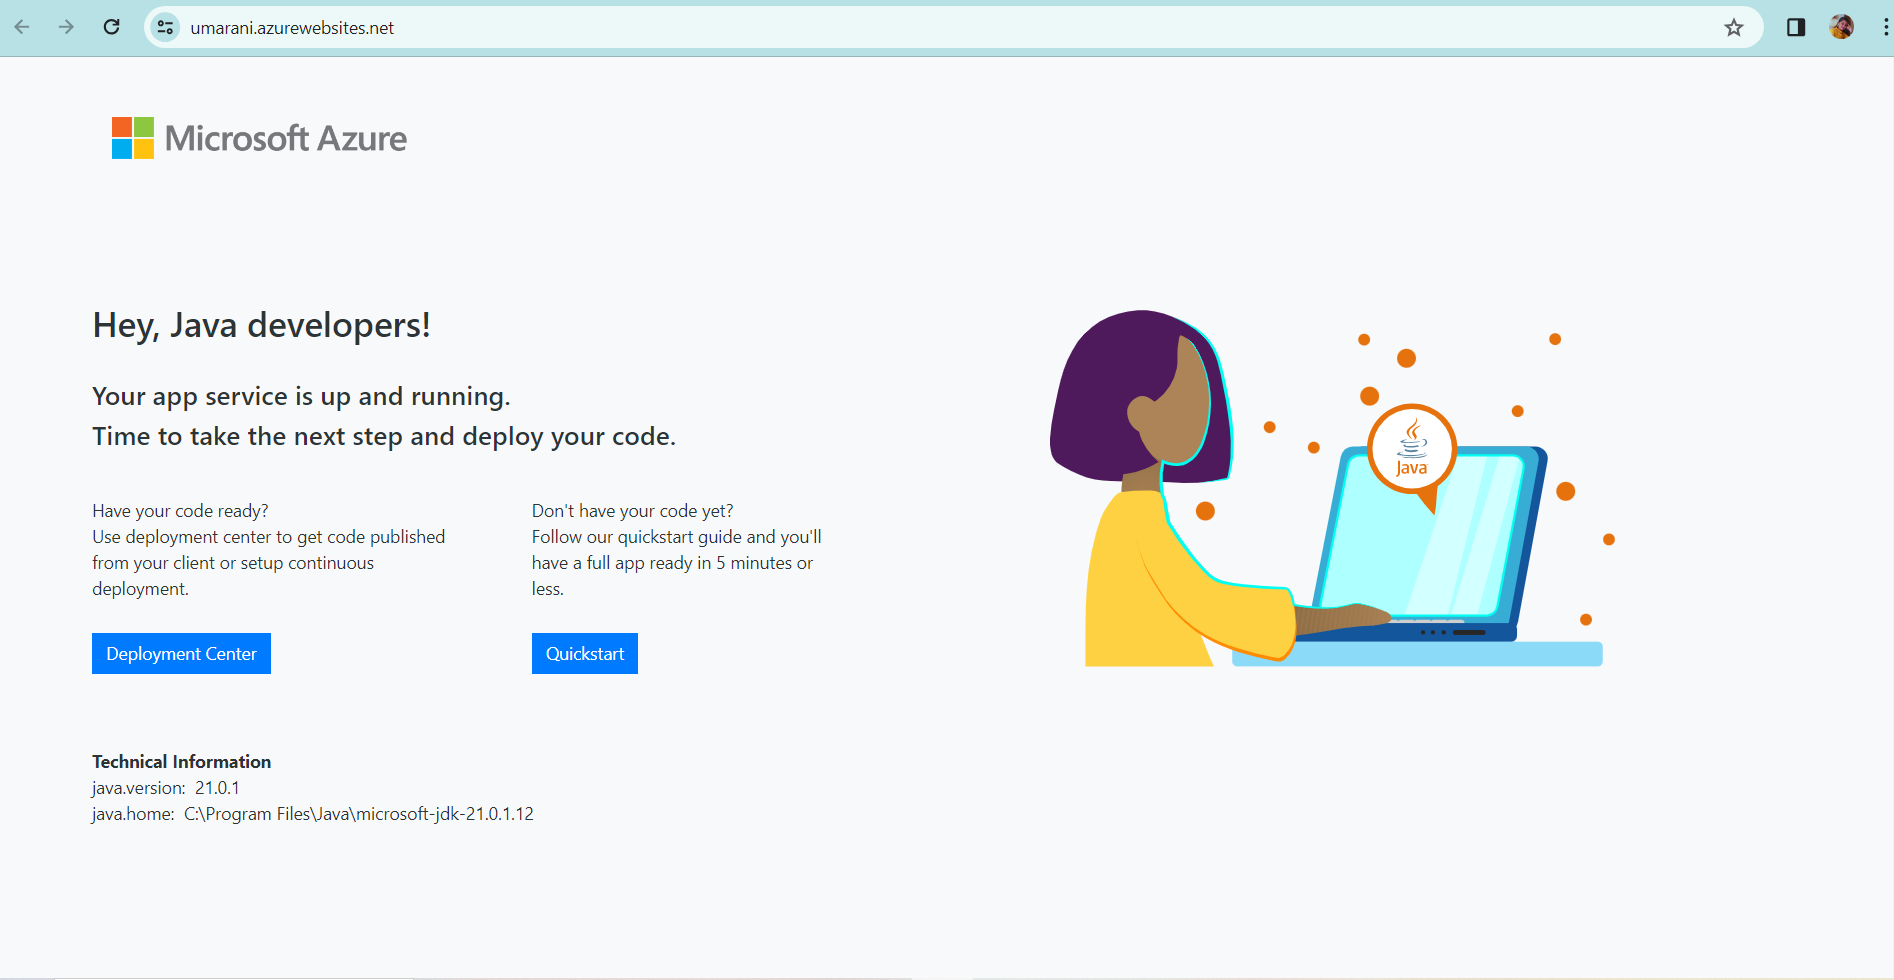 umarani.azurewebsites.net
Microsoft Azure
Hey, Java developers!
Your app service is up and running.
Time to take the next step and deploy your code.
Have your code ready?
Use deployment center to get code published
from your client or setup continuous
deployment.
Deployment Center
Don't have your code yet?
Follow our quickstart guide and you'll
have a full app ready in 5 minutes or
less.
Quickstart
Java
Technical Information
java.version: 21.0.1
java.home: C:\Program Files\Java\microsoft-jdk-21.0.1.12